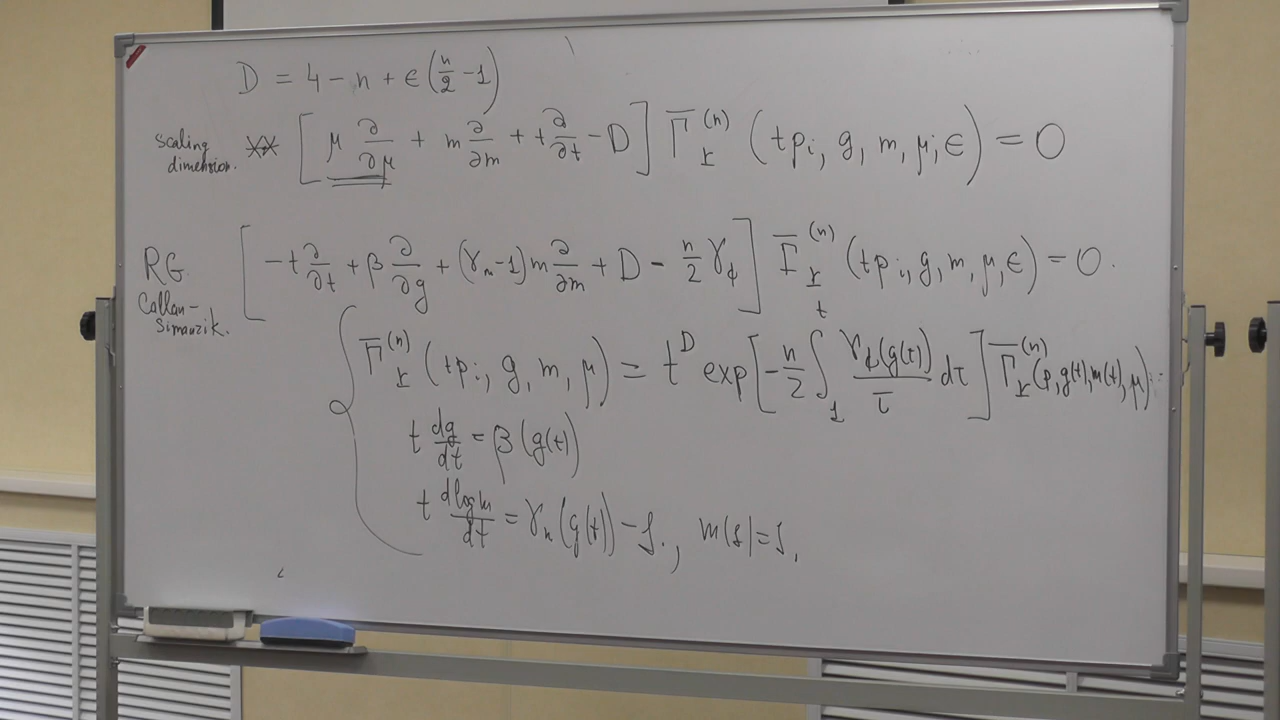 D = 4 - n + ϵ(n/2 - 1)
scaling dimension. ** [μ ∂/∂μ + m ∂/∂m + t ∂/∂t - D] Γ̄_r^(n) (tp_i, g, m, μ, ϵ) = 0
RG. Callan-Simanzik. [-t ∂/∂t + β ∂/∂g + (γ_m - 1) m ∂/∂m + D - n/2 γ_ϕ] Γ̄_r^(n) (tp_i, g, m, μ, ϵ) = 0.
t
Γ̄_r^(n) (tp_i, g, m, μ) = t^D exp[-n/2 ∫_1 γ_ϕ(g(t))/τ dτ] Γ̄_r^(n) (p, g(t), m(t), μ)
t dg/dt = β(g(t))
t dlog m/dt = γ_m(g(t)) - 1., m(1) = 1.